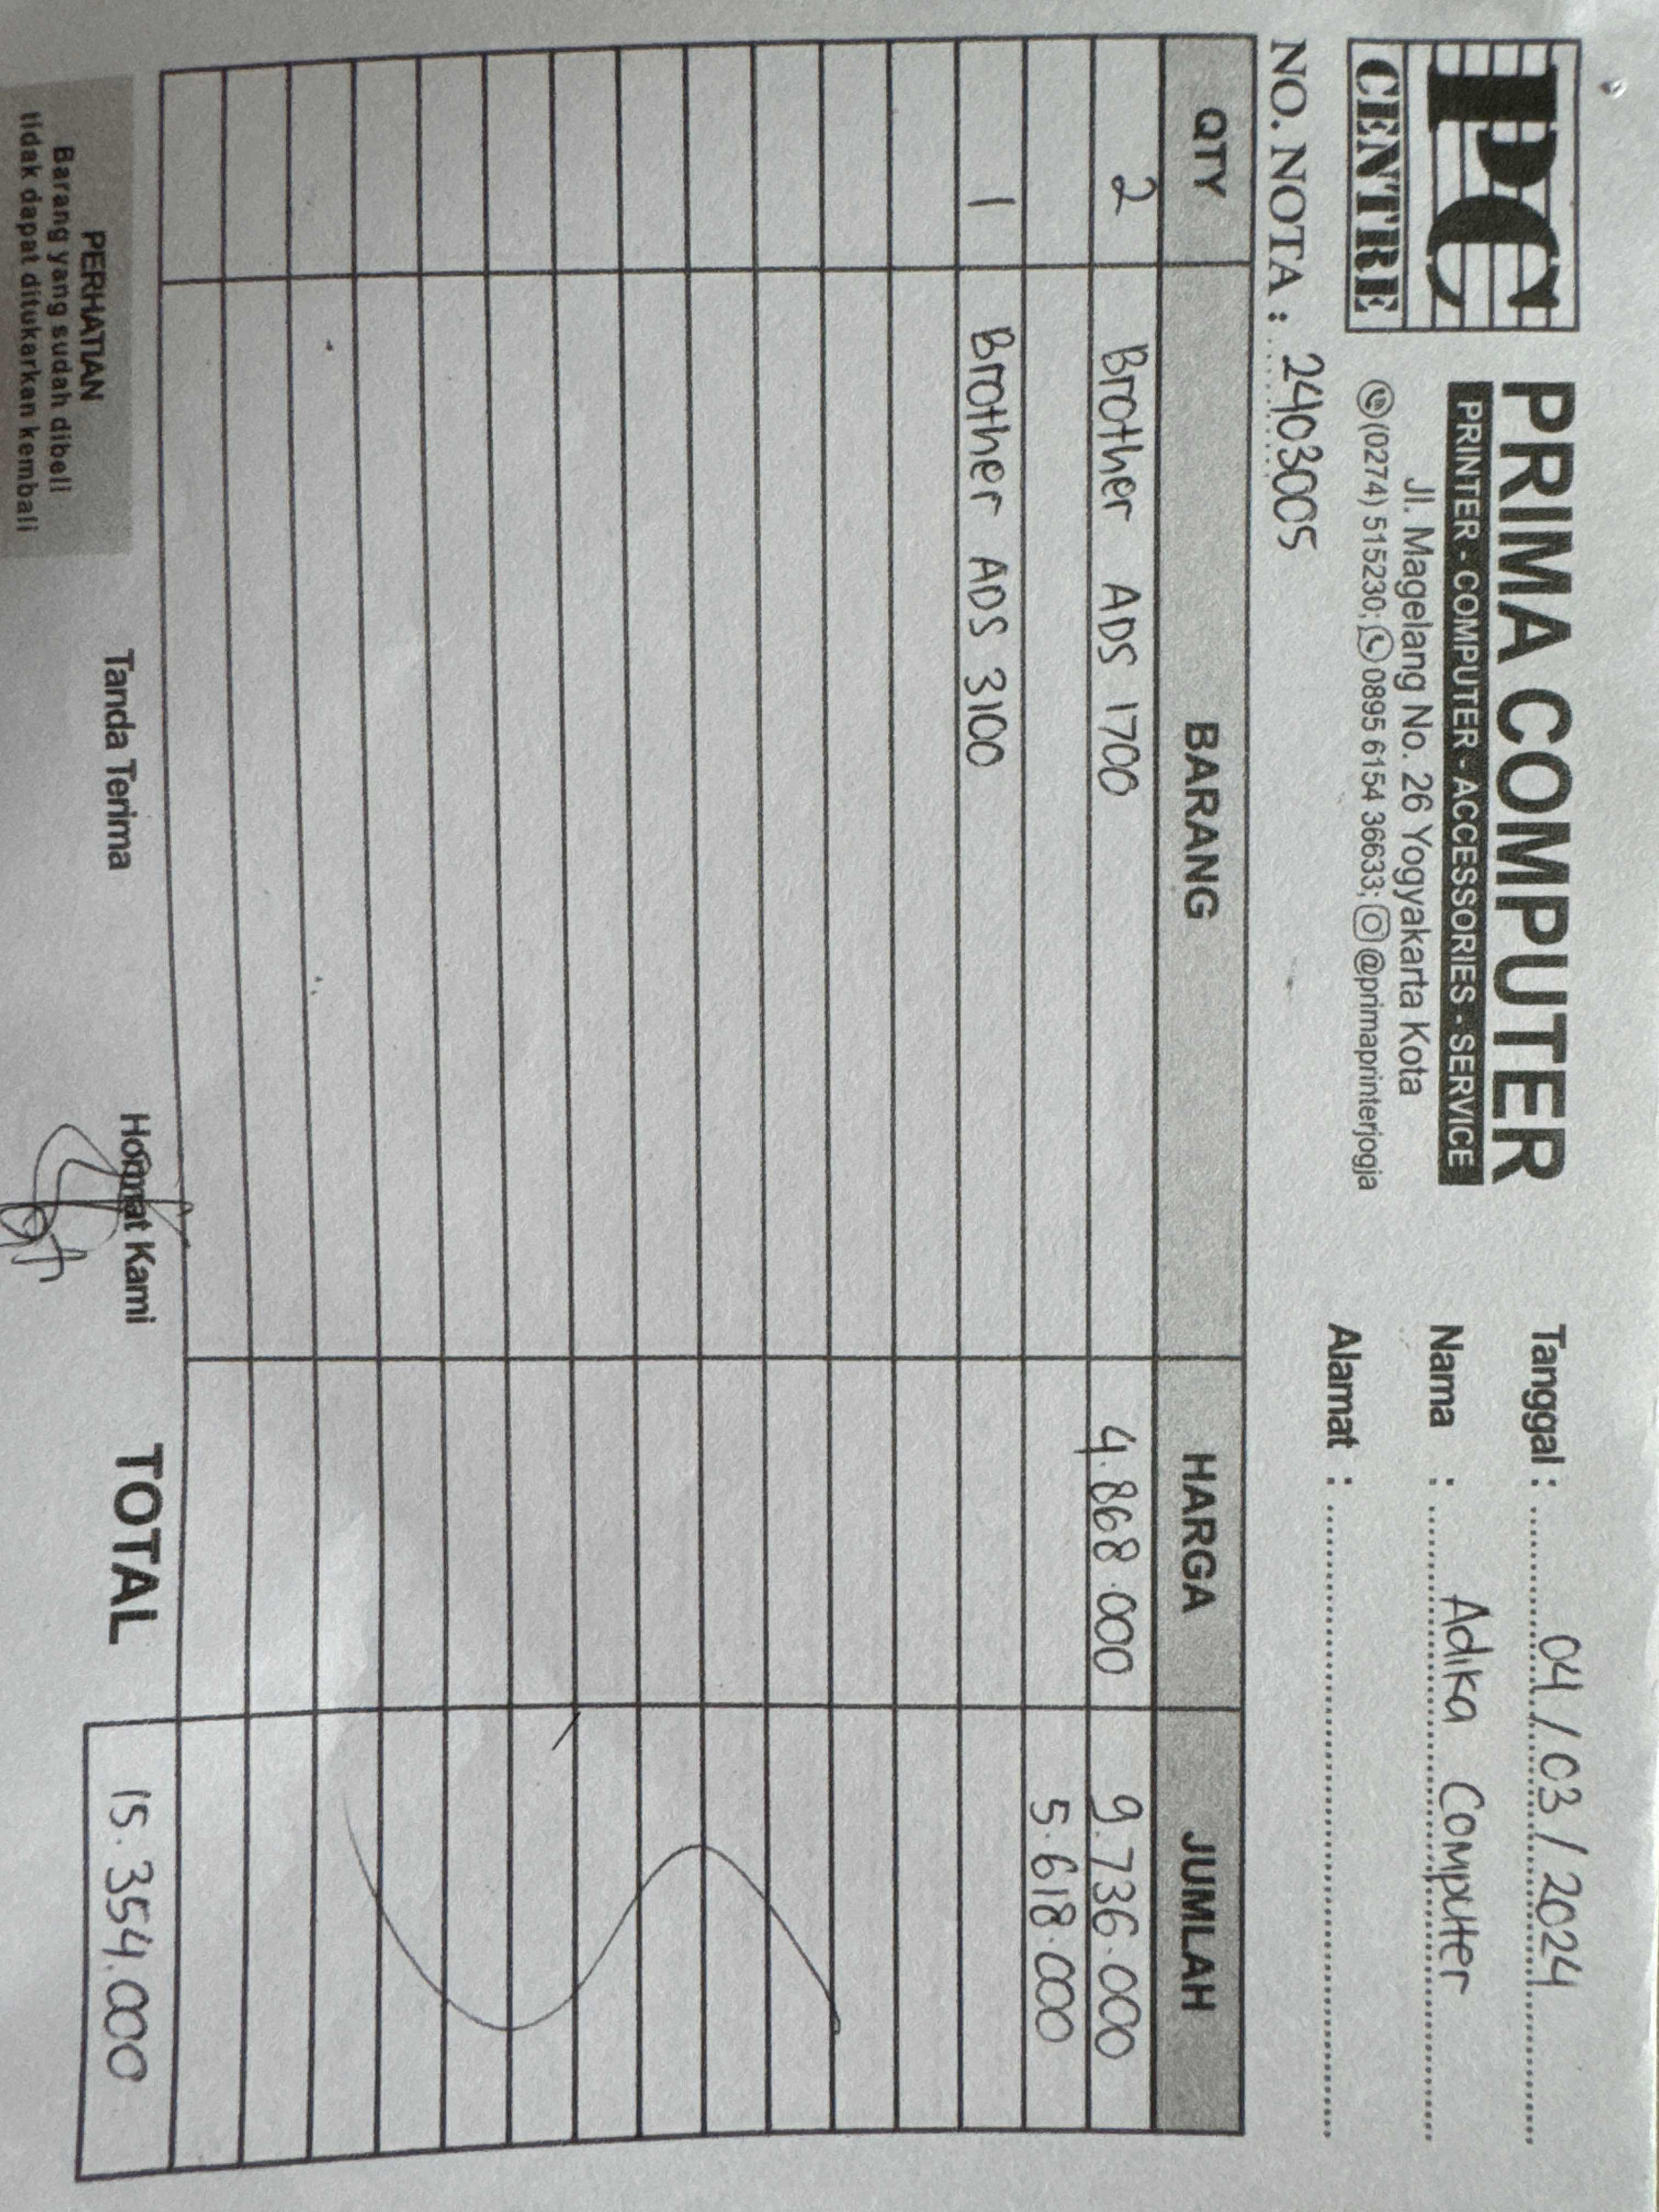 PC
CENTRE
PRIMA COMPUTER
PRINTER - COMPUTER - ACCESSORIES - SERVICE
Jl. Magelang No. 26 Yogyakarta Kota
(0274) 515230; 0895 6154 36633; @primaprinterjogja
Tanggal : 04/03/2024
Nama : Adika Computer
Alamat :
NO. NOTA : 2403005
QTY BARANG HARGA JUMLAH
2 Brother ADS 1700 4.868.000 9.736.000
5.618.000
1 Brother ADS 3100
TOTAL 15.354.000
Tanda Terima
Hormat Kami
PERHATIAN
Barang yang sudah dibeli
tidak dapat ditukarkan kembali